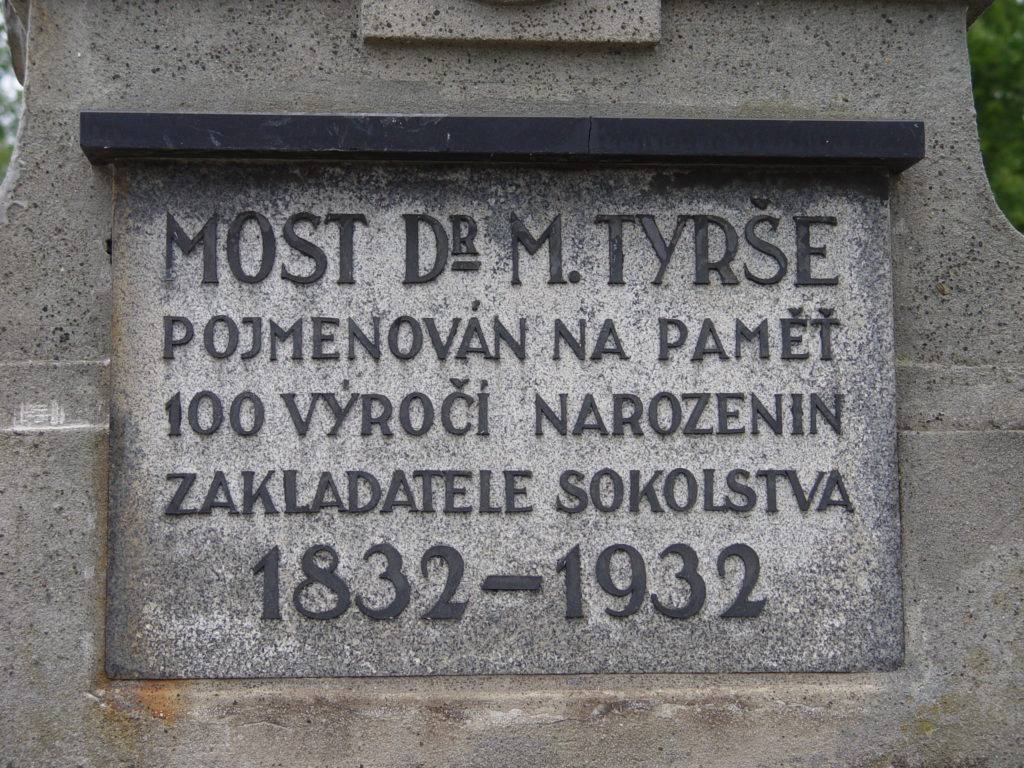 MOST DR M. TYRŠE
POJMENOVÁN NA PAMĚŤ
100 VÝROČÍ NAROZENIN
ZAKLADATELE SOKOLSTVA
1832–1932